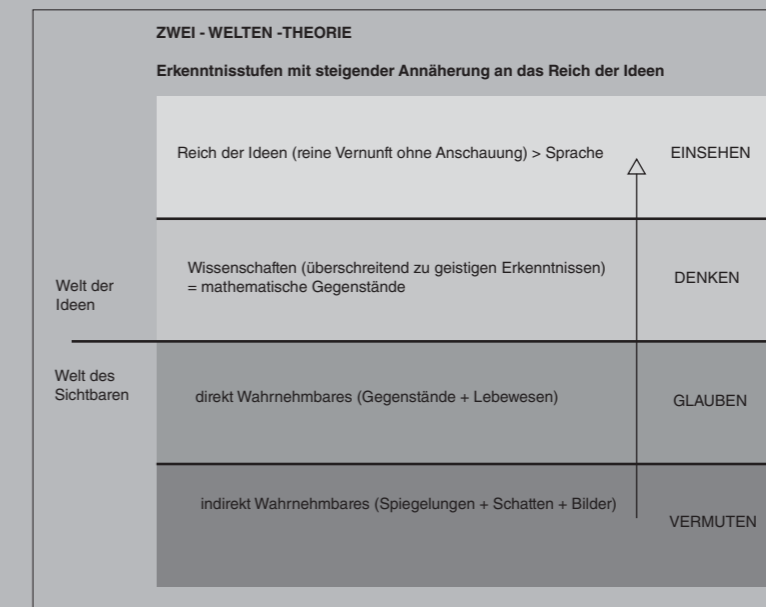 ZWEI - WELTEN -THEORIE
Erkenntnisstufen mit steigender Annäherung an das Reich der Ideen
Reich der Ideen (reine Vernunft ohne Anschauung) > Sprache
EINSEHEN
Wissenschaften (überschreitend zu geistigen Erkenntnissen)
= mathematische Gegenstände
DENKEN
Welt der
Ideen
Welt des
Sichtbaren
direkt Wahrnehmbares (Gegenstände + Lebewesen)
GLAUBEN
indirekt Wahrnehmbares (Spiegelungen + Schatten + Bilder)
VERMUTEN